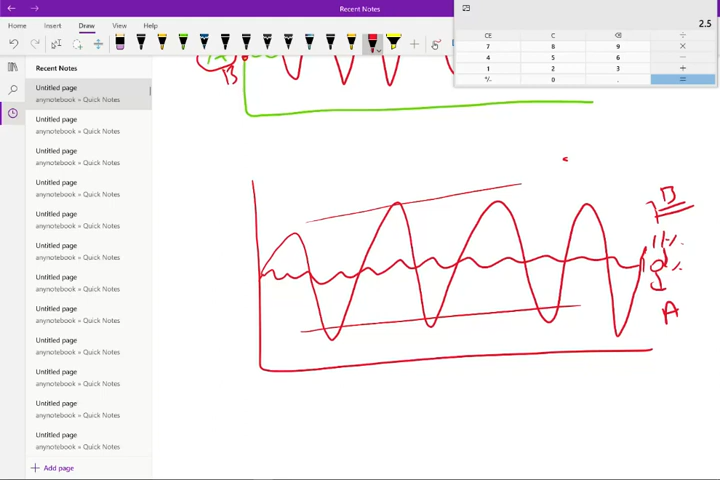 Recent Notes
Home Insert Draw View Help
2.5
CE C ⌫ ÷
7 8 9 ×
4 5 6 −
1 2 3 +
⁺/₋ 0 . =
Recent Notes
Untitled page
anynotebook » Quick Notes
Untitled page
anynotebook » Quick Notes
Untitled page
anynotebook » Quick Notes
Untitled page
anynotebook » Quick Notes
Untitled page
anynotebook » Quick Notes
Untitled page
anynotebook » Quick Notes
Untitled page
anynotebook » Quick Notes
Untitled page
anynotebook » Quick Notes
Untitled page
anynotebook » Quick Notes
Untitled page
anynotebook » Quick Notes
Untitled page
anynotebook » Quick Notes
Untitled page
anynotebook » Quick Notes
+ Add page
13
B
11%
A